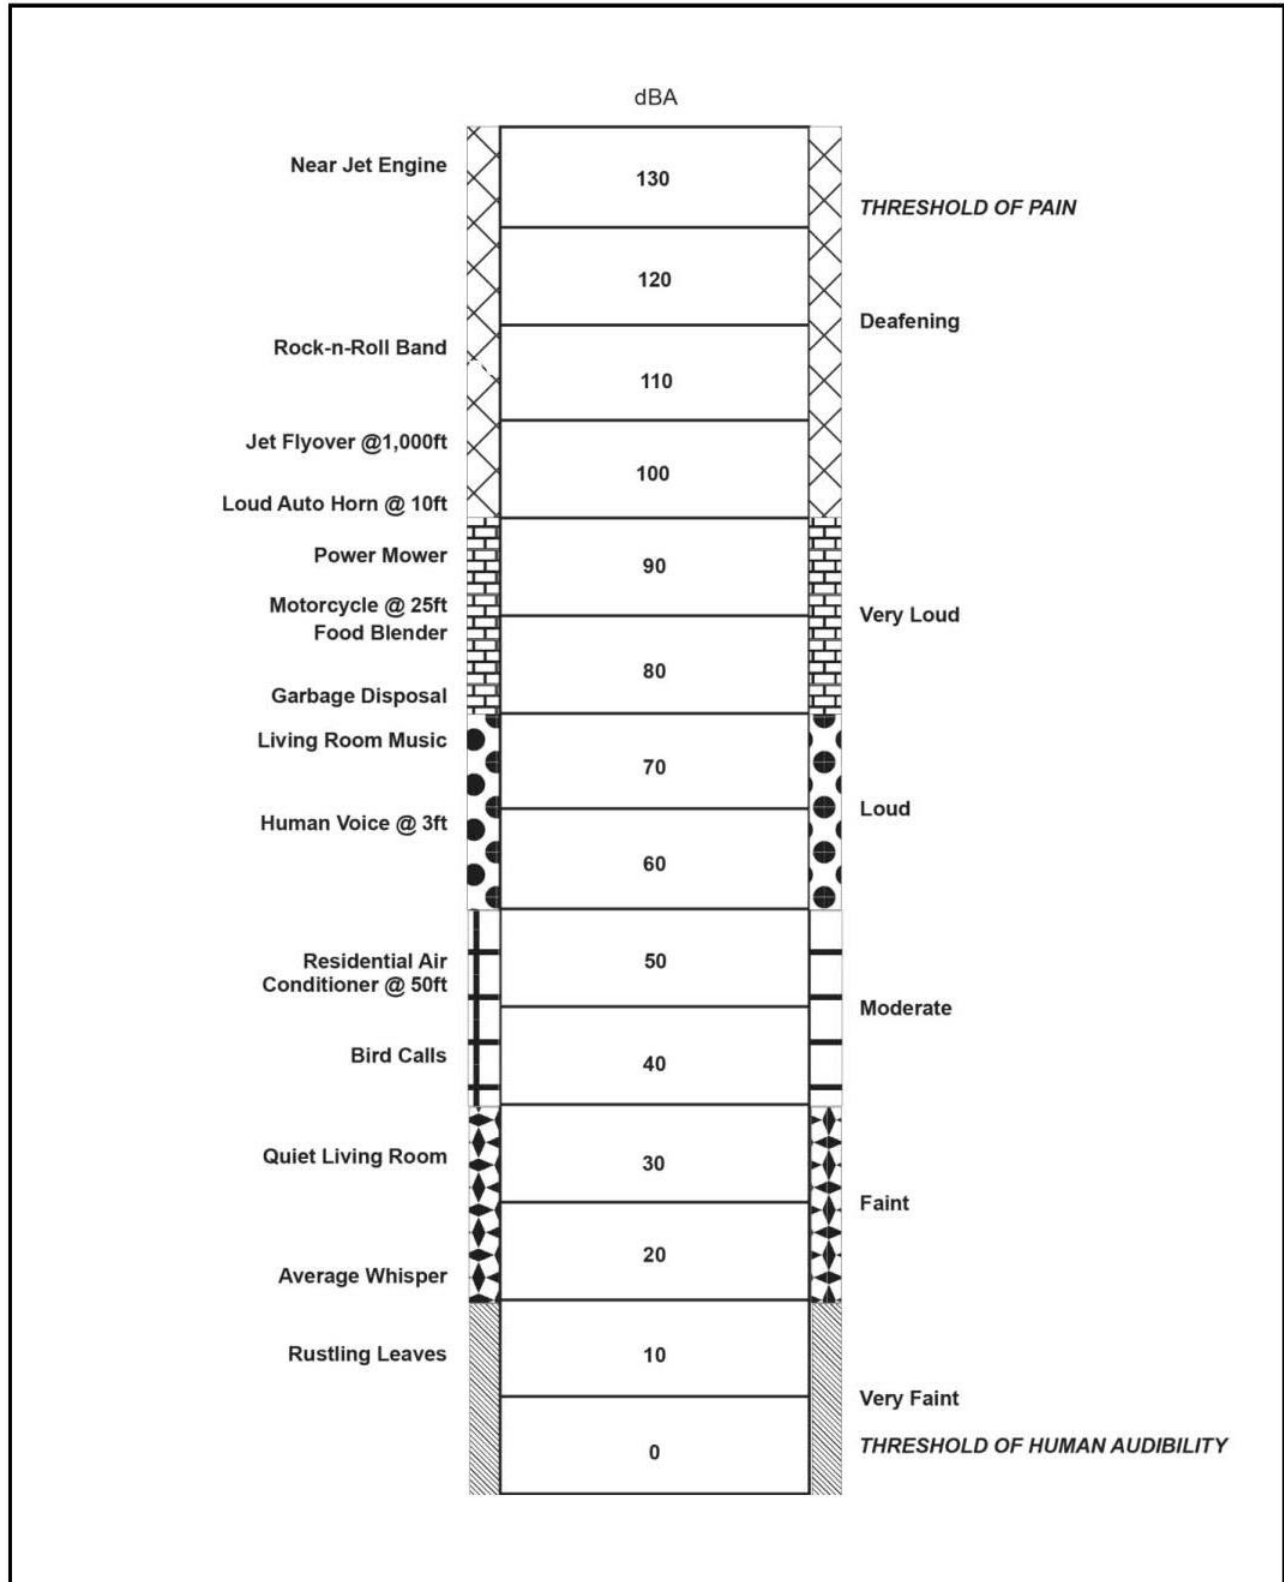 dBA
Near Jet Engine
130
THRESHOLD OF PAIN
120
Deafening
Rock-n-Roll Band
110
Jet Flyover @1,000ft
100
Loud Auto Horn @ 10ft
Power Mower
90
Motorcycle @ 25ft
Very Loud
Food Blender
80
Garbage Disposal
Living Room Music
70
Loud
Human Voice @ 3ft
60
Residential Air
50
Conditioner @ 50ft
Moderate
Bird Calls
40
Quiet Living Room
30
Faint
20
Average Whisper
Rustling Leaves
10
Very Faint
THRESHOLD OF HUMAN AUDIBILITY
0